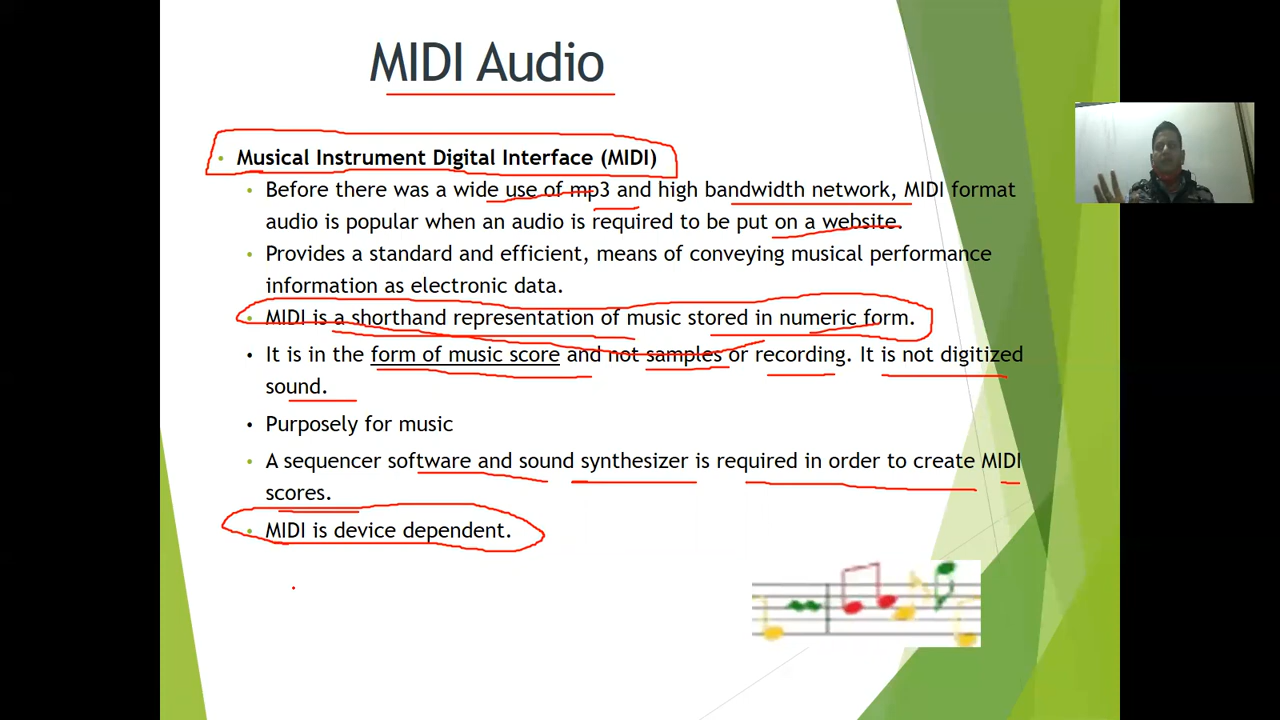 MIDI Audio
• Musical Instrument Digital Interface (MIDI)
• Before there was a wide use of mp3 and high bandwidth network, MIDI format
audio is popular when an audio is required to be put on a website.
• Provides a standard and efficient, means of conveying musical performance
information as electronic data.
• MIDI is a shorthand representation of music stored in numeric form.
• It is in the form of music score and not samples or recording. It is not digitized
sound.
• Purposely for music
• A sequencer software and sound synthesizer is required in order to create MIDI
scores.
• MIDI is device dependent.